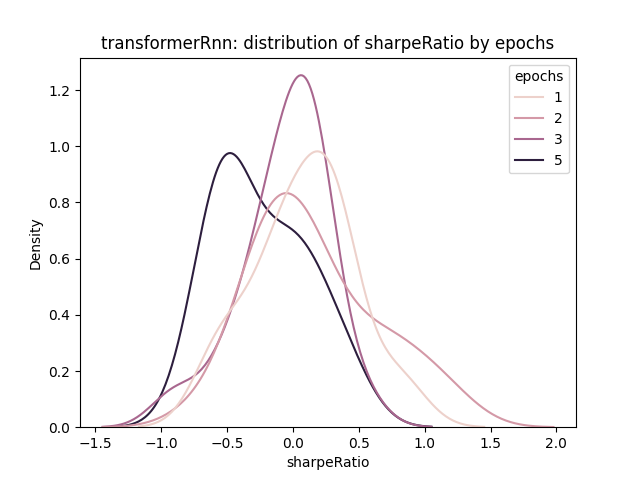 transformerRnn: distribution of sharpeRatio by epochs
epochs
1
2
3
5
Density
1.2
1.0
0.8
0.6
0.4
0.2
0.0
−1.5 −1.0 −0.5 0.0 0.5 1.0 1.5 2.0
sharpeRatio